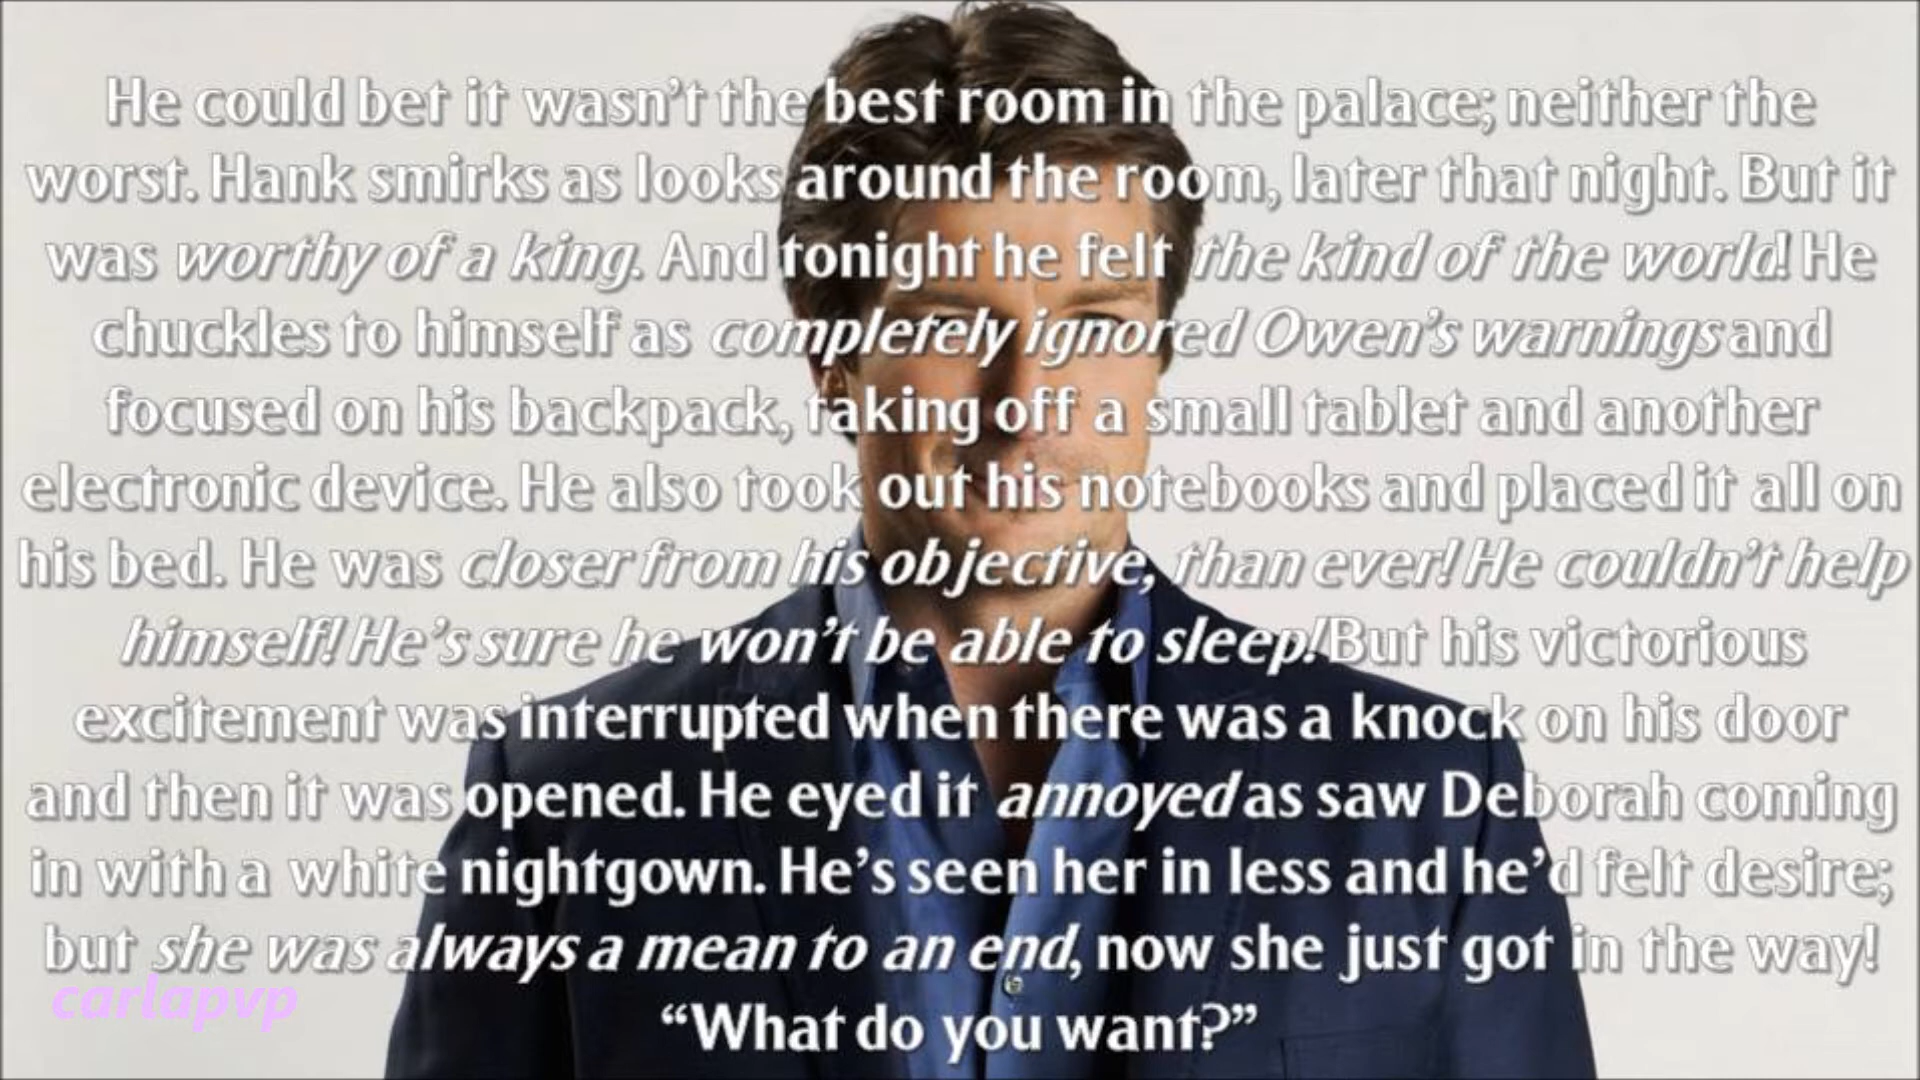 He could bet it wasn't the best room in the palace; neither the
worst. Hank smirks as looks around the room, later that night. But it
was worthy of a king. And tonight he felt the kind of the world! He
chuckles to himself as completely ignored Owen's warnings and
focused on his backpack, taking off a small tablet and another
electronic device. He also took out his notebooks and placed it all on
his bed. He was closer from his objective, than ever! He couldn't help
himself! He's sure he won't be able to sleep! But his victorious
excitement was interrupted when there was a knock on his door
and then it was opened. He eyed it annoyed as saw Deborah coming
in with a white nightgown. He's seen her in less and he'd felt desire;
but she was always a mean to an end, now she just got in the way!
carlapvp
“What do you want?”